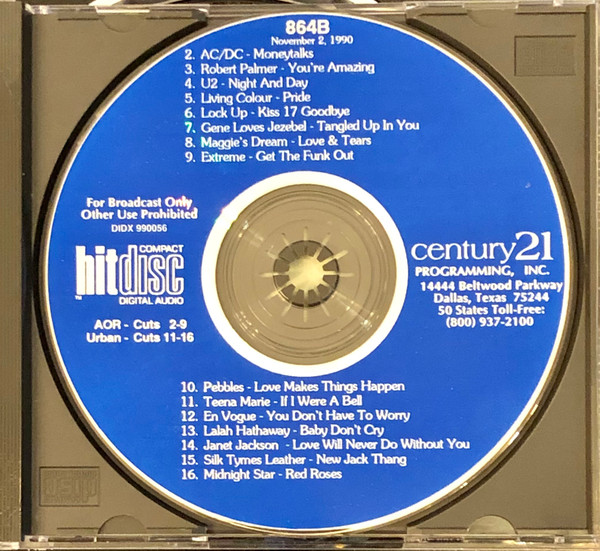 864B
November 2, 1990
2. AC/DC - Moneytalks
3. Robert Palmer - You're Amazing
4. U2 - Night And Day
5. Living Colour - Pride
6. Lock Up - Kiss 17 Goodbye
7. Gene Loves Jezebel - Tangled Up In You
8. Maggie's Dream - Love & Tears
9. Extreme - Get The Funk Out
For Broadcast Only
Other Use Prohibited
DIDX 990056
COMPACT
hitdisc
TM
DIGITAL AUDIO
AOR - Cuts 2-9
Urban - Cuts 11-16
century21
PROGRAMMING, INC.
14444 Beltwood Parkway
Dallas, Texas 75244
50 States Toll-Free:
(800) 937-2100
10. Pebbles - Love Makes Things Happen
11. Teena Marie - If I Were A Bell
12. En Vogue - You Don't Have To Worry
13. Lalah Hathaway - Baby Don't Cry
14. Janet Jackson - Love Will Never Do Without You
15. Silk Tymes Leather - New Jack Thang
16. Midnight Star - Red Roses